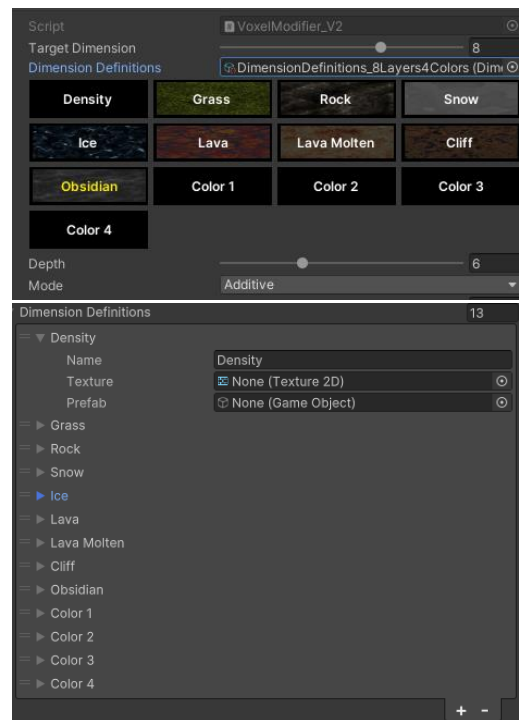 Script VoxelModifier_V2
Target Dimension 8
Dimension Definitions DimensionDefinitions_8Layers4Colors (Dim
Density Grass Rock Snow
Ice Lava Lava Molten Cliff
Obsidian Color 1 Color 2 Color 3
Color 4
Depth 6
Mode Additive
Dimension Definitions 13
Density
Name Density
Texture None (Texture 2D)
Prefab None (Game Object)
Grass
Rock
Snow
Ice
Lava
Lava Molten
Cliff
Obsidian
Color 1
Color 2
Color 3
Color 4
+ -